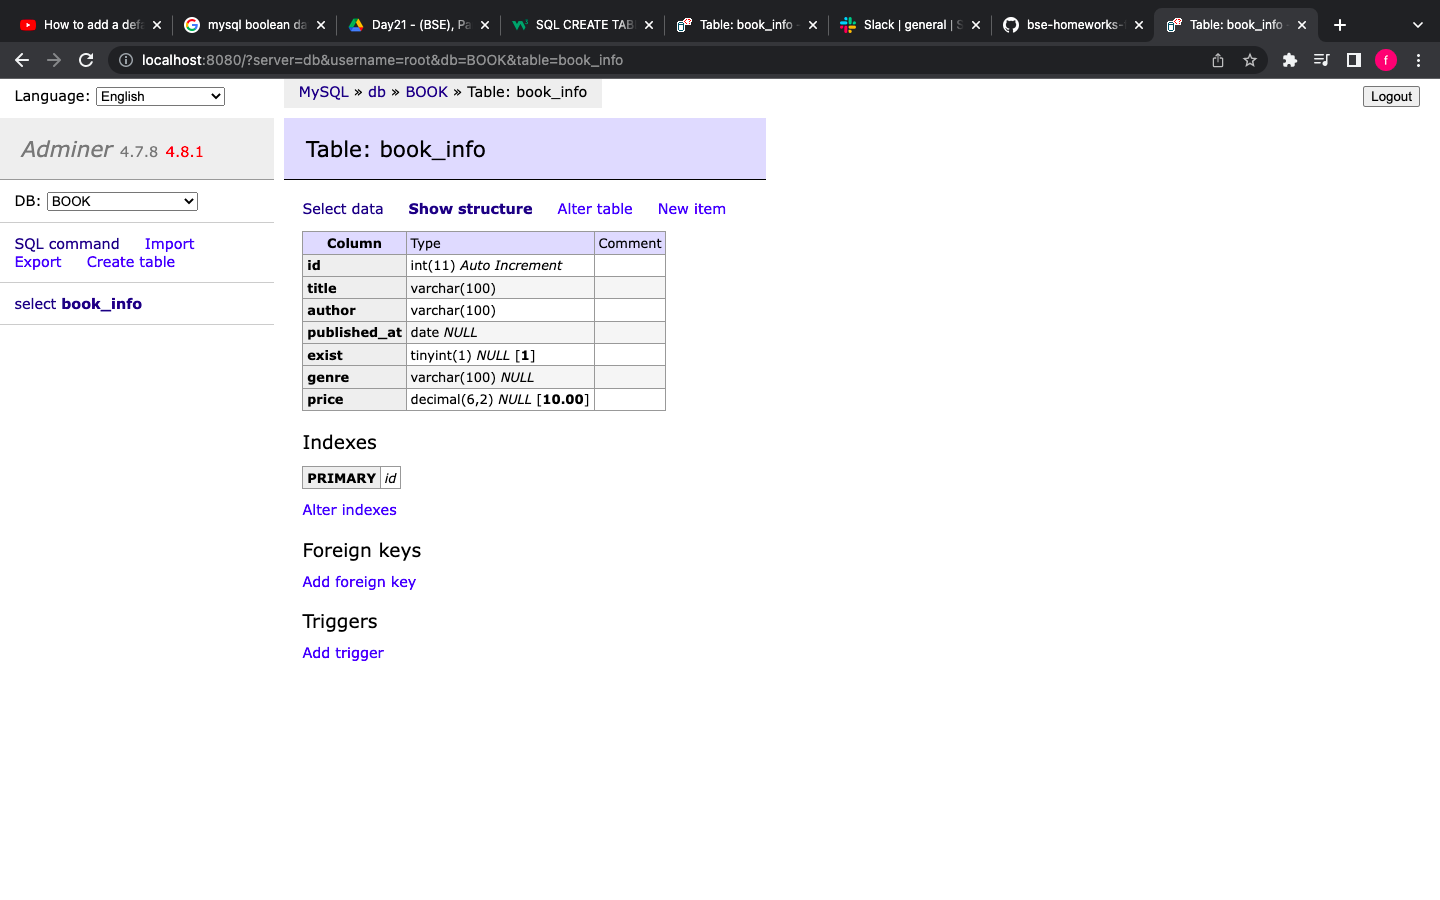 How to add a defa
mysql boolean da
Day21 - (BSE), Pa
SQL CREATE TAB
Table: book_info -
Slack | general | S
bse-homeworks-
Table: book_info -
localhost:8080/?server=db&username=root&db=BOOK&table=book_info
f
Language: English
MySQL » db » BOOK » Table: book_info
Logout
Adminer 4.7.8 4.8.1
Table: book_info
DB: BOOK
Select data Show structure Alter table New item
SQL command Import
Export Create table
select book_info
Column Type Comment
id int(11) Auto Increment
title varchar(100)
author varchar(100)
published_at date NULL
exist tinyint(1) NULL [1]
genre varchar(100) NULL
price decimal(6,2) NULL [10.00]
Indexes
PRIMARY id
Alter indexes
Foreign keys
Add foreign key
Triggers
Add trigger